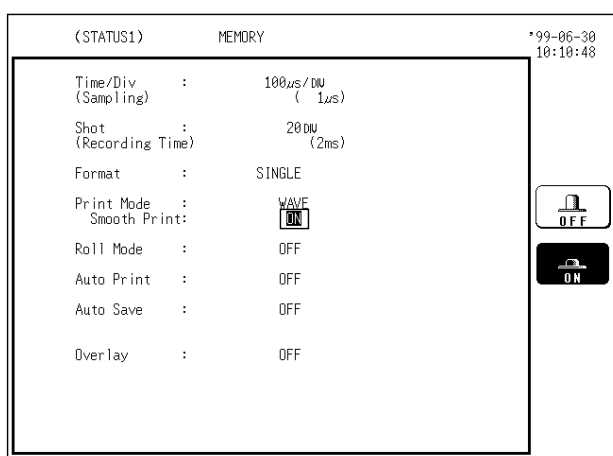 (STATUS1) MEMORY '99-06-30
10:10:48
Time/Div : 100µs/DIV
(Sampling) ( 1µs)
Shot : 20DIV
(Recording Time) (2ms)
Format : SINGLE
Print Mode : WAVE
Smooth Print: ON
Roll Mode : OFF
Auto Print : OFF
Auto Save : OFF
Overlay : OFF
OFF
ON